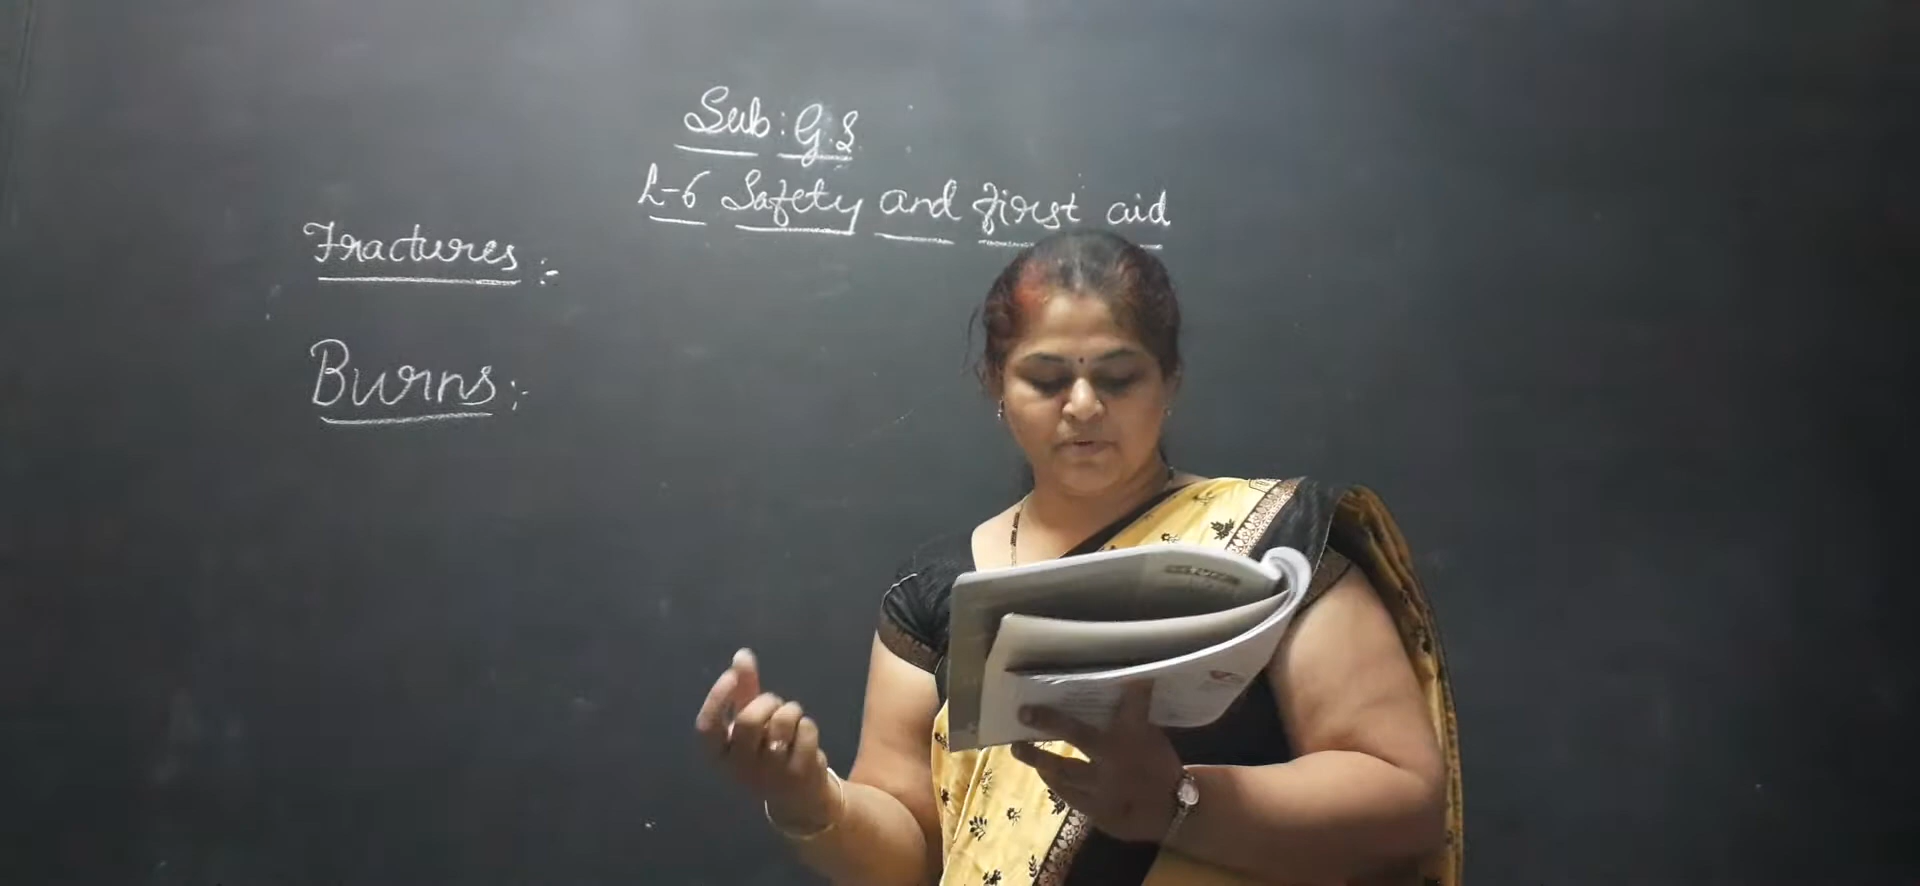 Sub: G.S
L-6 Safety and first aid
Fractures :-
Burns :-